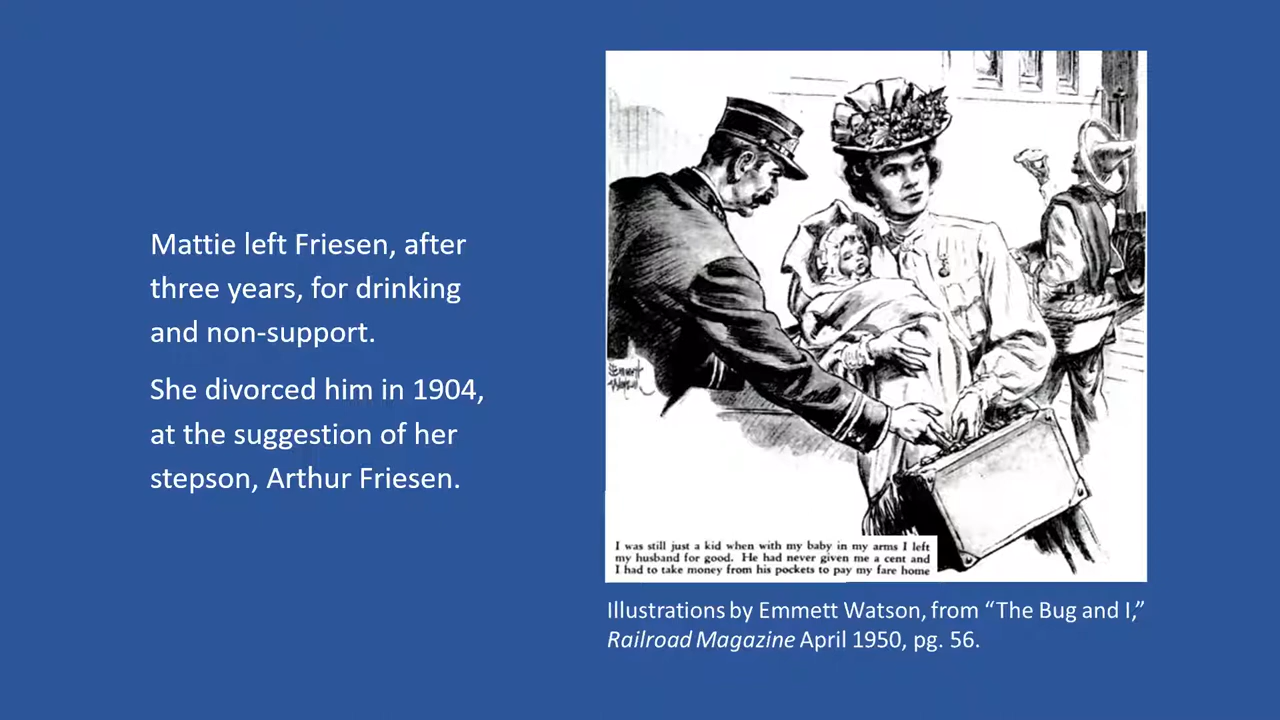 Mattie left Friesen, after
three years, for drinking
and non-support.
She divorced him in 1904,
at the suggestion of her
stepson, Arthur Friesen.
Emmett
Watson
I was still just a kid when with my baby in my arms I left
my husband for good. He had never given me a cent and
I had to take money from his pockets to pay my fare home
Illustrations by Emmett Watson, from “The Bug and I,”
Railroad Magazine April 1950, pg. 56.